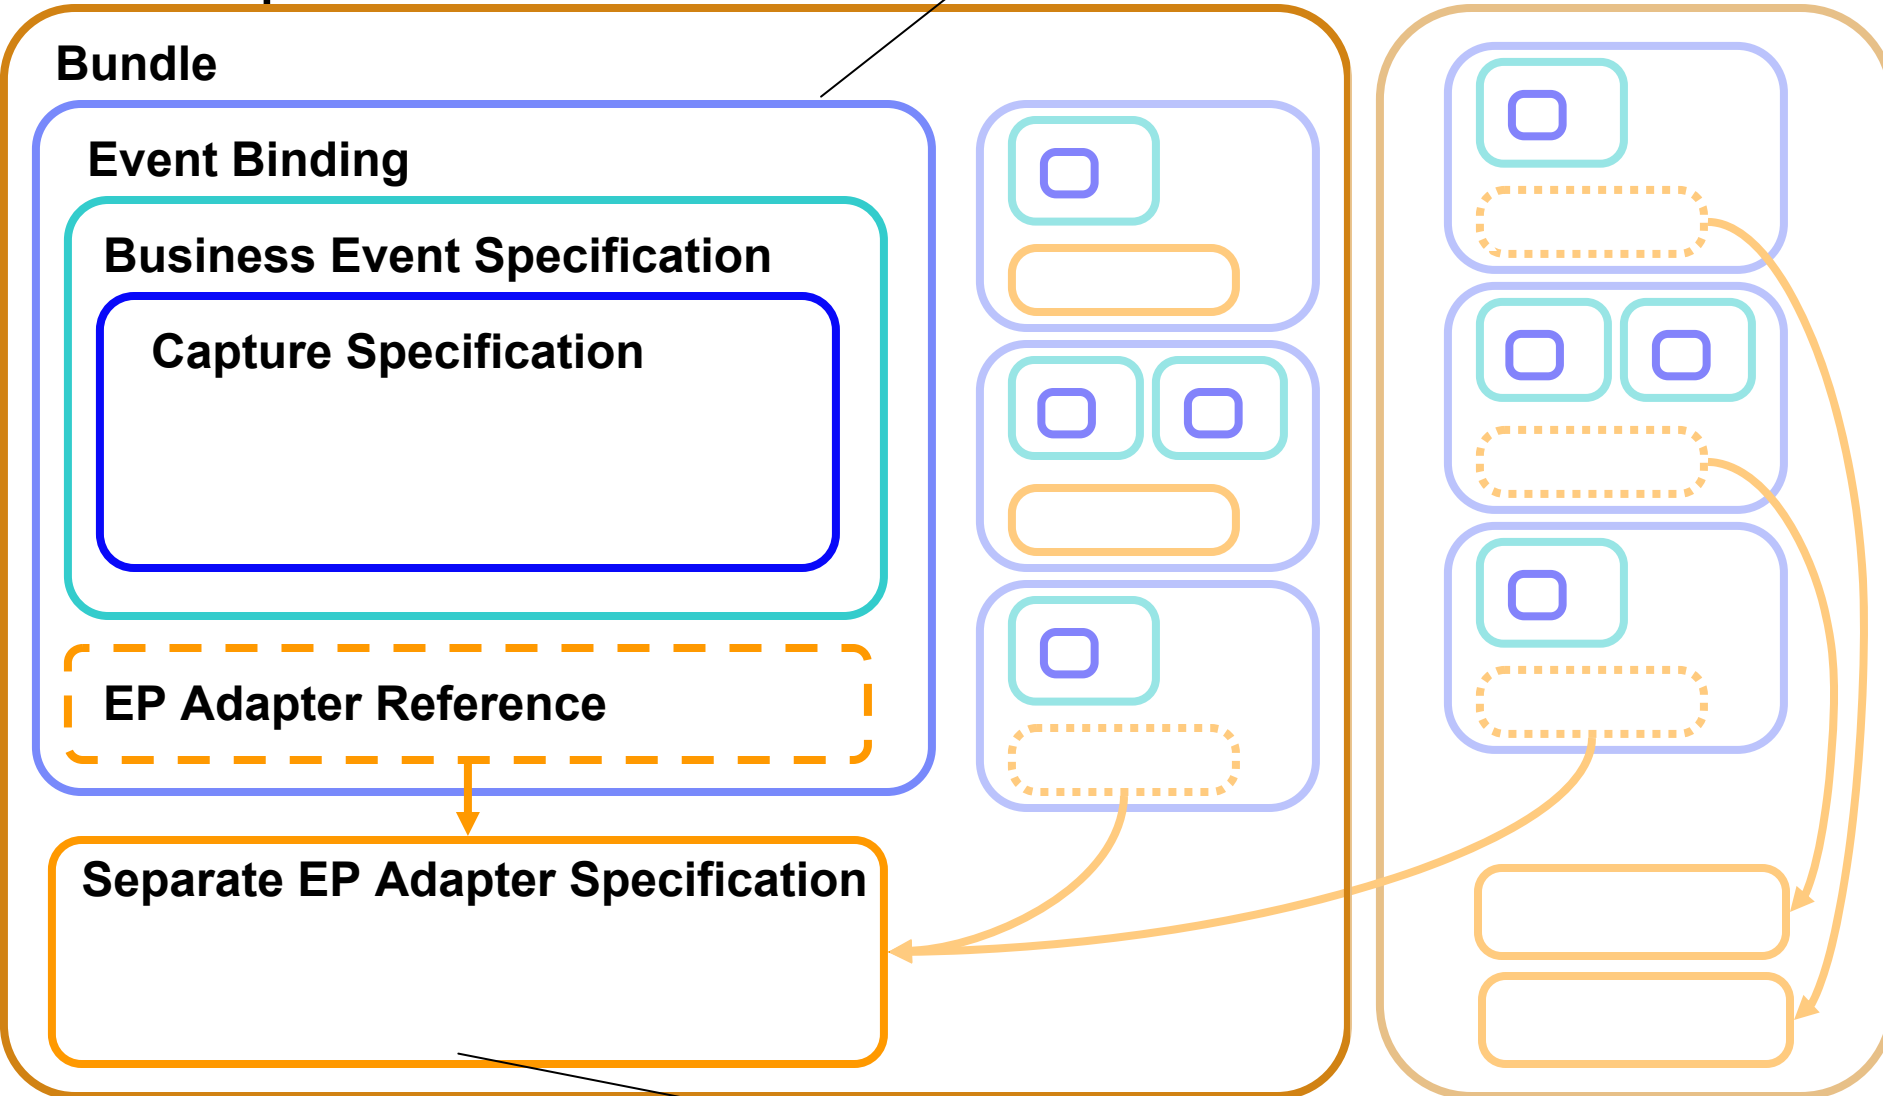 Bundle
Event Binding
Business Event Specification
Capture Specification
EP Adapter Reference
Separate EP Adapter Specification